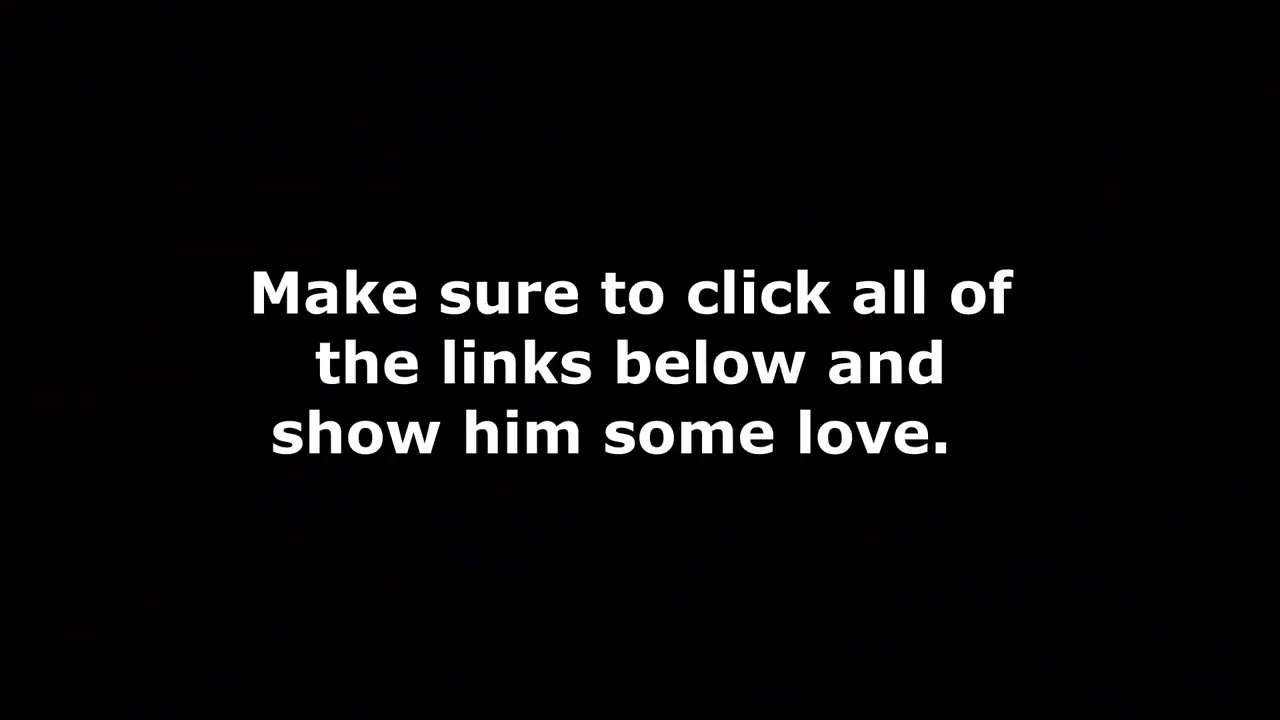 Make sure to click all of
the links below and
show him some love.